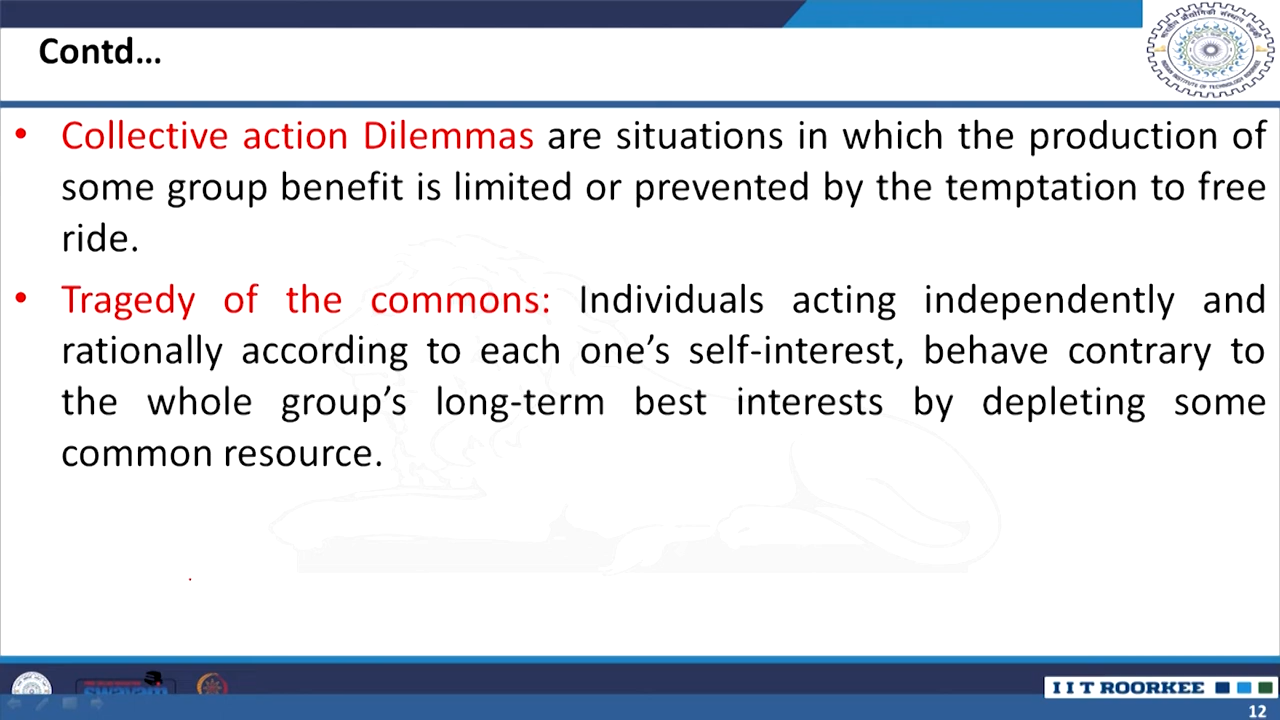 Contd...
• Collective action Dilemmas are situations in which the production of
some group benefit is limited or prevented by the temptation to free
ride.
• Tragedy of the commons: Individuals acting independently and
rationally according to each one's self-interest, behave contrary to
the whole group's long-term best interests by depleting some
common resource.
swayam
IIT ROORKEE
12